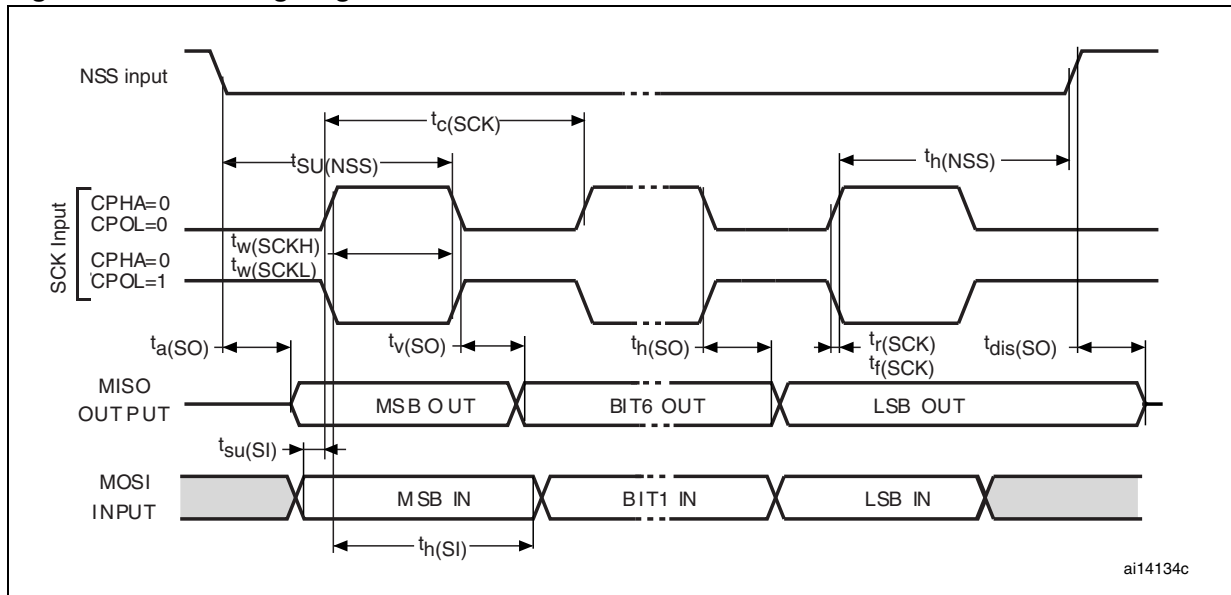 NSS input
tc(SCK)
tSU(NSS)
th(NSS)
SCK Input
CPHA=0
CPOL=0
tw(SCKH)
CPHA=0
tw(SCKL)
CPOL=1
ta(SO)
tv(SO)
th(SO)
tr(SCK)
tf(SCK)
tdis(SO)
MISO
OUTPUT
MSB OUT
BIT6 OUT
LSB OUT
tsu(SI)
MOSI
INPUT
MSB IN
BIT1 IN
LSB IN
th(SI)
ai14134c